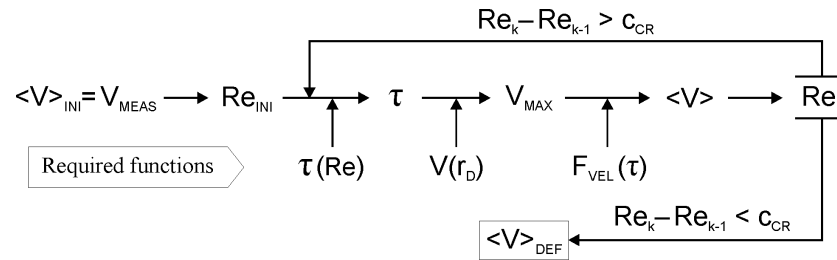 Re_k – Re_k-1 > c_CR
<V>_INI = V_MEAS → Re_INI → τ → V_MAX → <V> → Re
Required functions
τ(Re) V(r_D) F_VEL(τ)
Re_k – Re_k-1 < c_CR
<V>_DEF